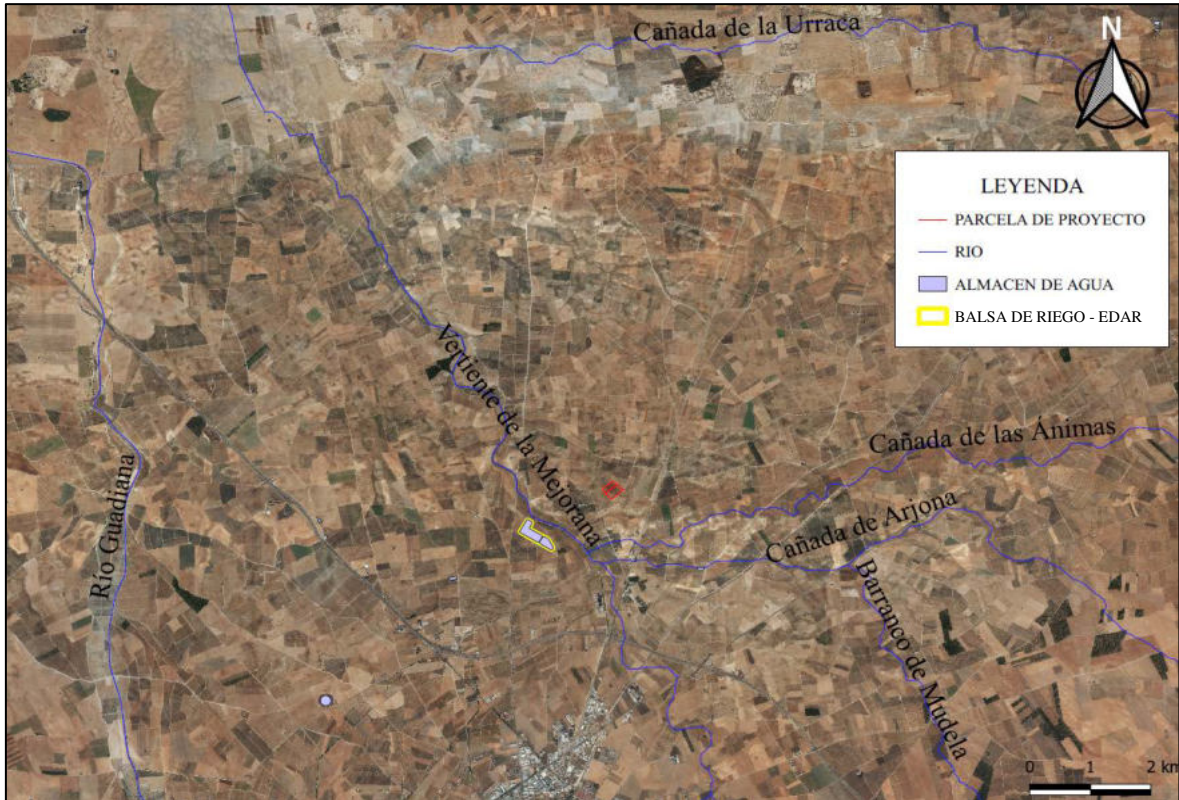 Cañada de la Urraca
N
LEYENDA
PARCELA DE PROYECTO
RIO
ALMACEN DE AGUA
BALSA DE RIEGO - EDAR
Vertiente de la Mejorana
Cañada de las Ánimas
Río Guadiana
Cañada de Arjona
Barranco de Mudela
0 1 2 km